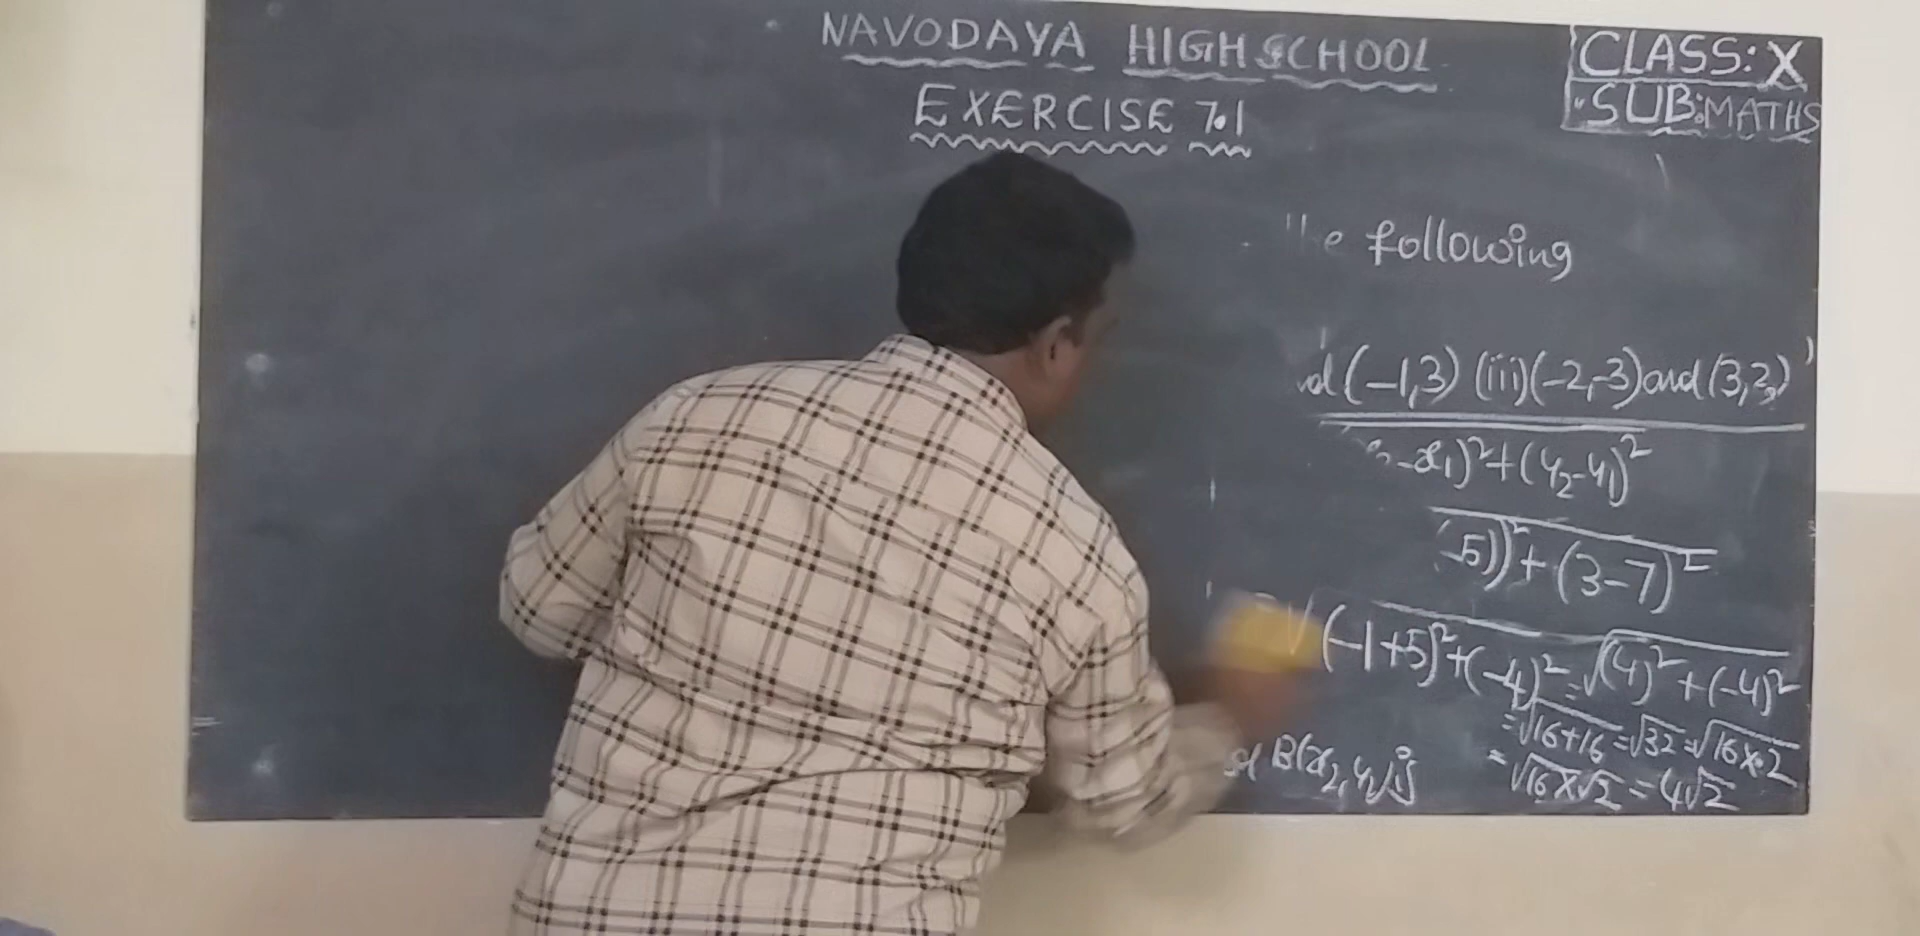 NAVODAYA HIGH SCHOOL
CLASS: X
SUB: MATHS
EXERCISE 7.1
following
(-1,3) (iii)(-2,-3)and(3,2)
-x₁)²+(y₂-y₁)²
5))²+(3-7)²
√(-1+5)²+(-4)²=√(4)²+(-4)²
=√16+16=√32=√16×2
=√16×√2=4√2
B(x₂,y₂)is